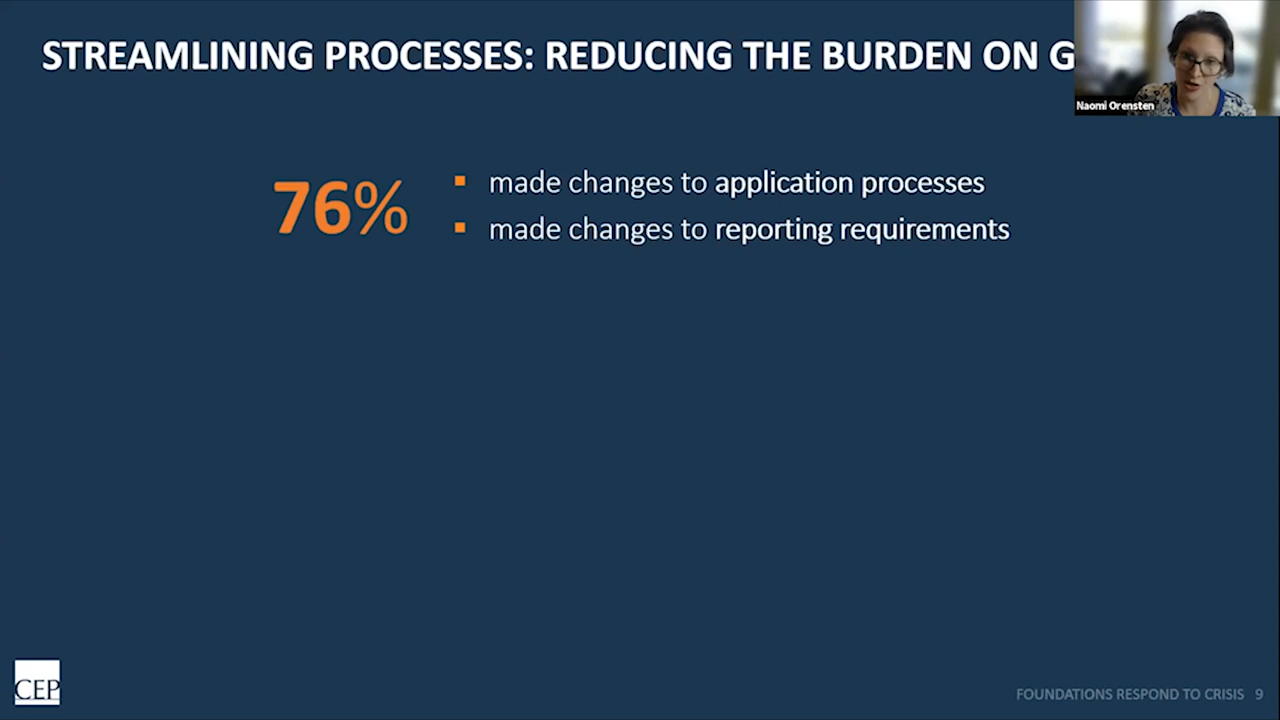 STREAMLINING PROCESSES: REDUCING THE BURDEN ON G
Naomi Orensten
76%
▪ made changes to application processes
▪ made changes to reporting requirements
CEP
FOUNDATIONS RESPOND TO CRISIS 9